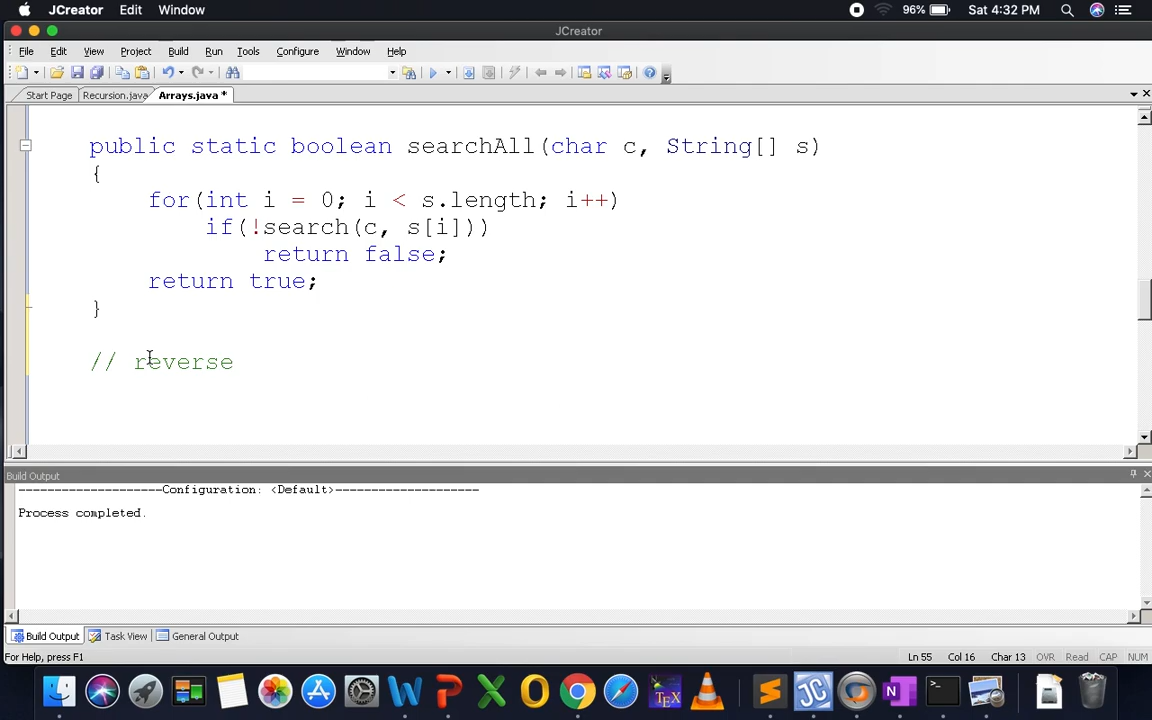 JCreator Edit Window 96% Sat 4:32 PM
JCreator
File Edit View Project Build Run Tools Configure Window Help
Start Page Recursion.java Arrays.java *
public static boolean searchAll(char c, String[] s)
{
for(int i = 0; i < s.length; i++)
if(!search(c, s[i]))
return false;
return true;
}
// reverse
Build Output
--------------------Configuration: <Default>--------------------
Process completed.
Build Output Task View General Output
For Help, press F1 Ln 55 Col 16 Char 13 OVR Read CAP NUM